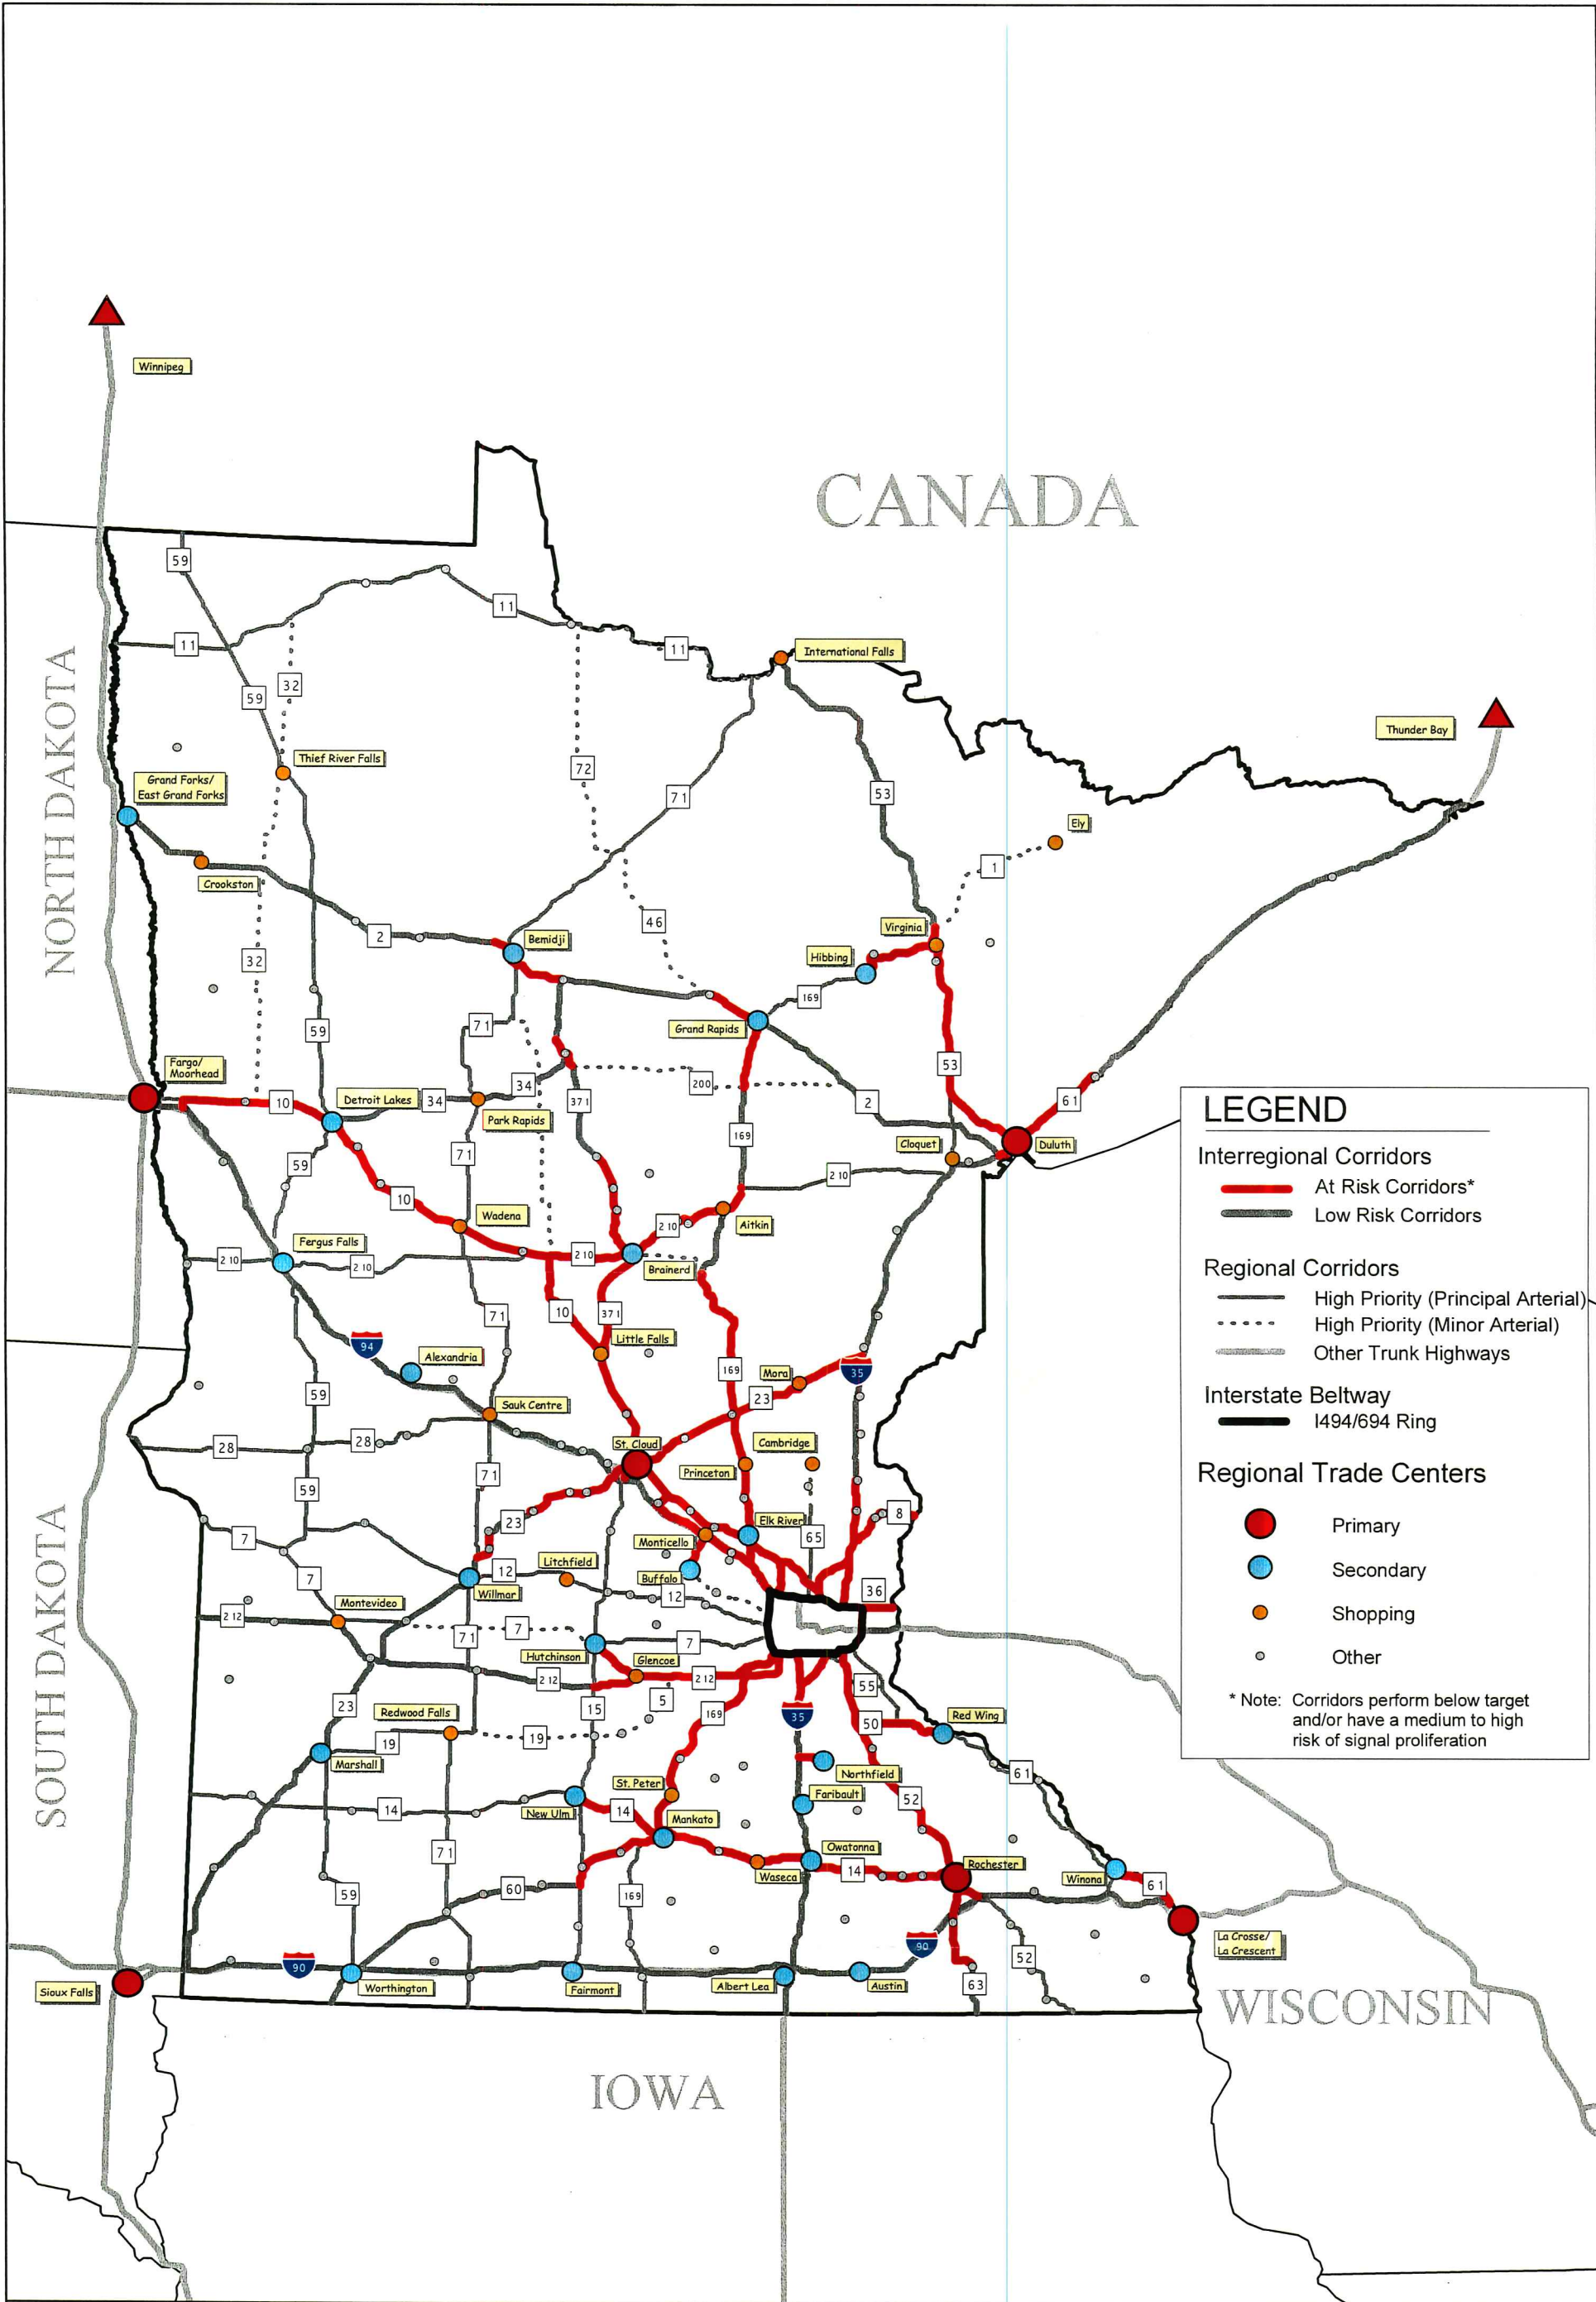 Winnipeg
CANADA
59
11
11
11
International Falls
32
59
NORTH DAKOTA
Thunder Bay
Thief River Falls
72
Grand Forks/
East Grand Forks
71
53
Ely
1
Crookston
46
Virginia
2
Bemidji
32
Hibbing
169
71
Grand Rapids
59
53
Fargo/
Moorhead
34
200
10
Detroit Lakes
34
371
2
61
Park Rapids
169
Cloquet
Duluth
71
59
210
10
Wadena
210
Aitkin
Fergus Falls
210
210
210
Brainerd
10
371
71
Little Falls
94
Alexandria
169
Mora
35
59
23
Sauk Centre
St. Cloud
Cambridge
28
28
Princeton
71
59
8
23
Elk River
65
7
Monticello
Litchfield
12
7
Buffalo
Willmar
12
36
Montevideo
212
7
71
7
Hutchinson
Glencoe
212
212
55
5
23
15
169
35
Redwood Falls
50
Red Wing
19
19
Marshall
Northfield
61
St. Peter
Faribault
52
14
New Ulm
14
Mankato
71
Owatonna
Waseca
14
Rochester
Winona
61
59
60
169
La Crosse/
La Crescent
90
52
90
63
Sioux Falls
Worthington
Fairmont
Albert Lea
Austin
SOUTH DAKOTA
WISCONSIN
IOWA
LEGEND
Interregional Corridors
At Risk Corridors*
Low Risk Corridors
Regional Corridors
High Priority (Principal Arterial)
High Priority (Minor Arterial)
Other Trunk Highways
Interstate Beltway
I494/694 Ring
Regional Trade Centers
Primary
Secondary
Shopping
Other
* Note: Corridors perform below target
and/or have a medium to high
risk of signal proliferation